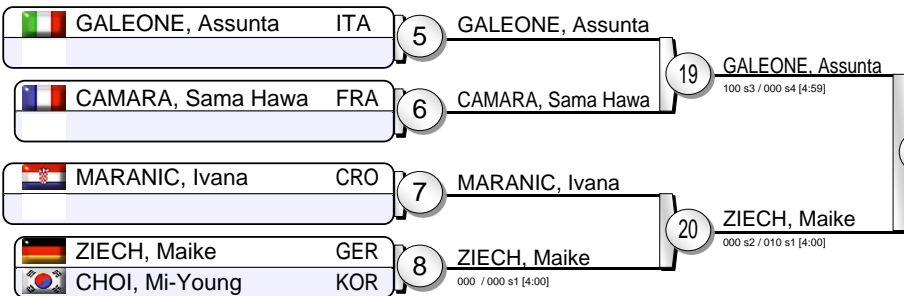 GALEONE, Assunta ITA
5
GALEONE, Assunta
19
GALEONE, Assunta
100 s3 / 000 s4 [4:59]
CAMARA, Sama Hawa FRA
6
CAMARA, Sama Hawa
MARANIC, Ivana CRO
7
MARANIC, Ivana
20
ZIECH, Maike
000 s2 / 010 s1 [4:00]
ZIECH, Maike GER
CHOI, Mi-Young KOR
8
ZIECH, Maike
000 / 000 s1 [4:00]